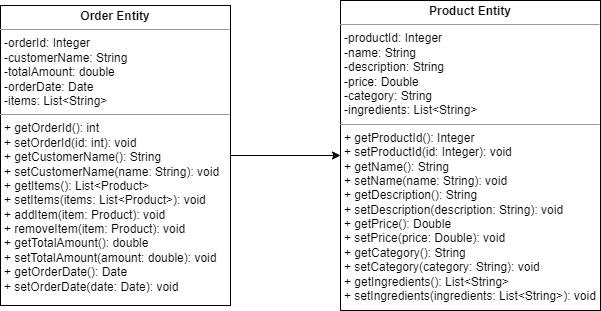 Order Entity
-orderId: Integer
-customerName: String
-totalAmount: double
-orderDate: Date
-items: List<String>
+ getOrderId(): int
+ setOrderId(id: int): void
+ getCustomerName(): String
+ setCustomerName(name: String): void
+ getItems(): List<Product>
+ setItems(items: List<Product>): void
+ addItem(item: Product): void
+ removeItem(item: Product): void
+ getTotalAmount(): double
+ setTotalAmount(amount: double): void
+ getOrderDate(): Date
+ setOrderDate(date: Date): void
Product Entity
-productId: Integer
-name: String
-description: String
-price: Double
-category: String
-ingredients: List<String>
+ getProductId(): Integer
+ setProductId(id: Integer): void
+ getName(): String
+ setName(name: String): void
+ getDescription(): String
+ setDescription(description: String): void
+ getPrice(): Double
+ setPrice(price: Double): void
+ getCategory(): String
+ setCategory(category: String): void
+ getIngredients(): List<String>
+ setIngredients(ingredients: List<String>): void